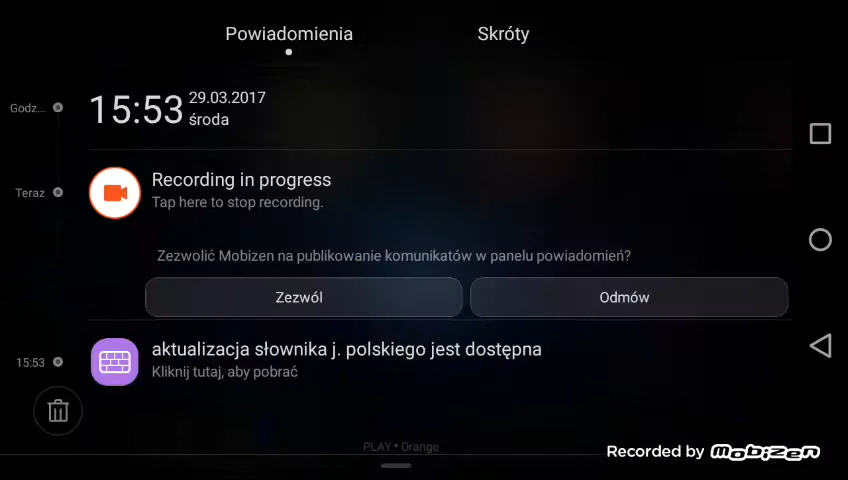 Powiadomienia
Skróty
Godz...
15:53
29.03.2017
środa
Teraz
Recording in progress
Tap here to stop recording.
Zezwolić Mobizen na publikowanie komunikatów w panelu powiadomień?
Zezwól
Odmów
15:53
aktualizacja słownika j. polskiego jest dostępna
Kliknij tutaj, aby pobrać
PLAY • Orange
Recorded by mobizen